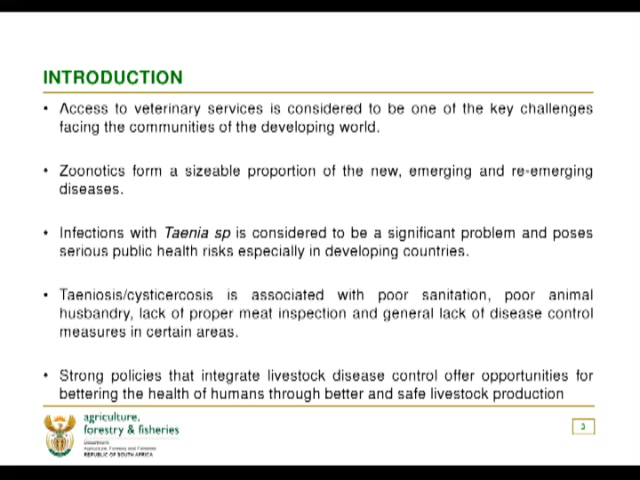 INTRODUCTION
• Access to veterinary services is considered to be one of the key challenges
facing the communities of the developing world.
• Zoonotics form a sizeable proportion of the new, emerging and re-emerging
diseases.
• Infections with Taenia sp is considered to be a significant problem and poses
serious public health risks especially in developing countries.
• Taeniosis/cysticercosis is associated with poor sanitation, poor animal
husbandry, lack of proper meat inspection and general lack of disease control
measures in certain areas.
• Strong policies that integrate livestock disease control offer opportunities for
bettering the health of humans through better and safe livestock production
agriculture,
forestry & fisheries
Department:
Agriculture, Forestry and Fisheries
REPUBLIC OF SOUTH AFRICA
3